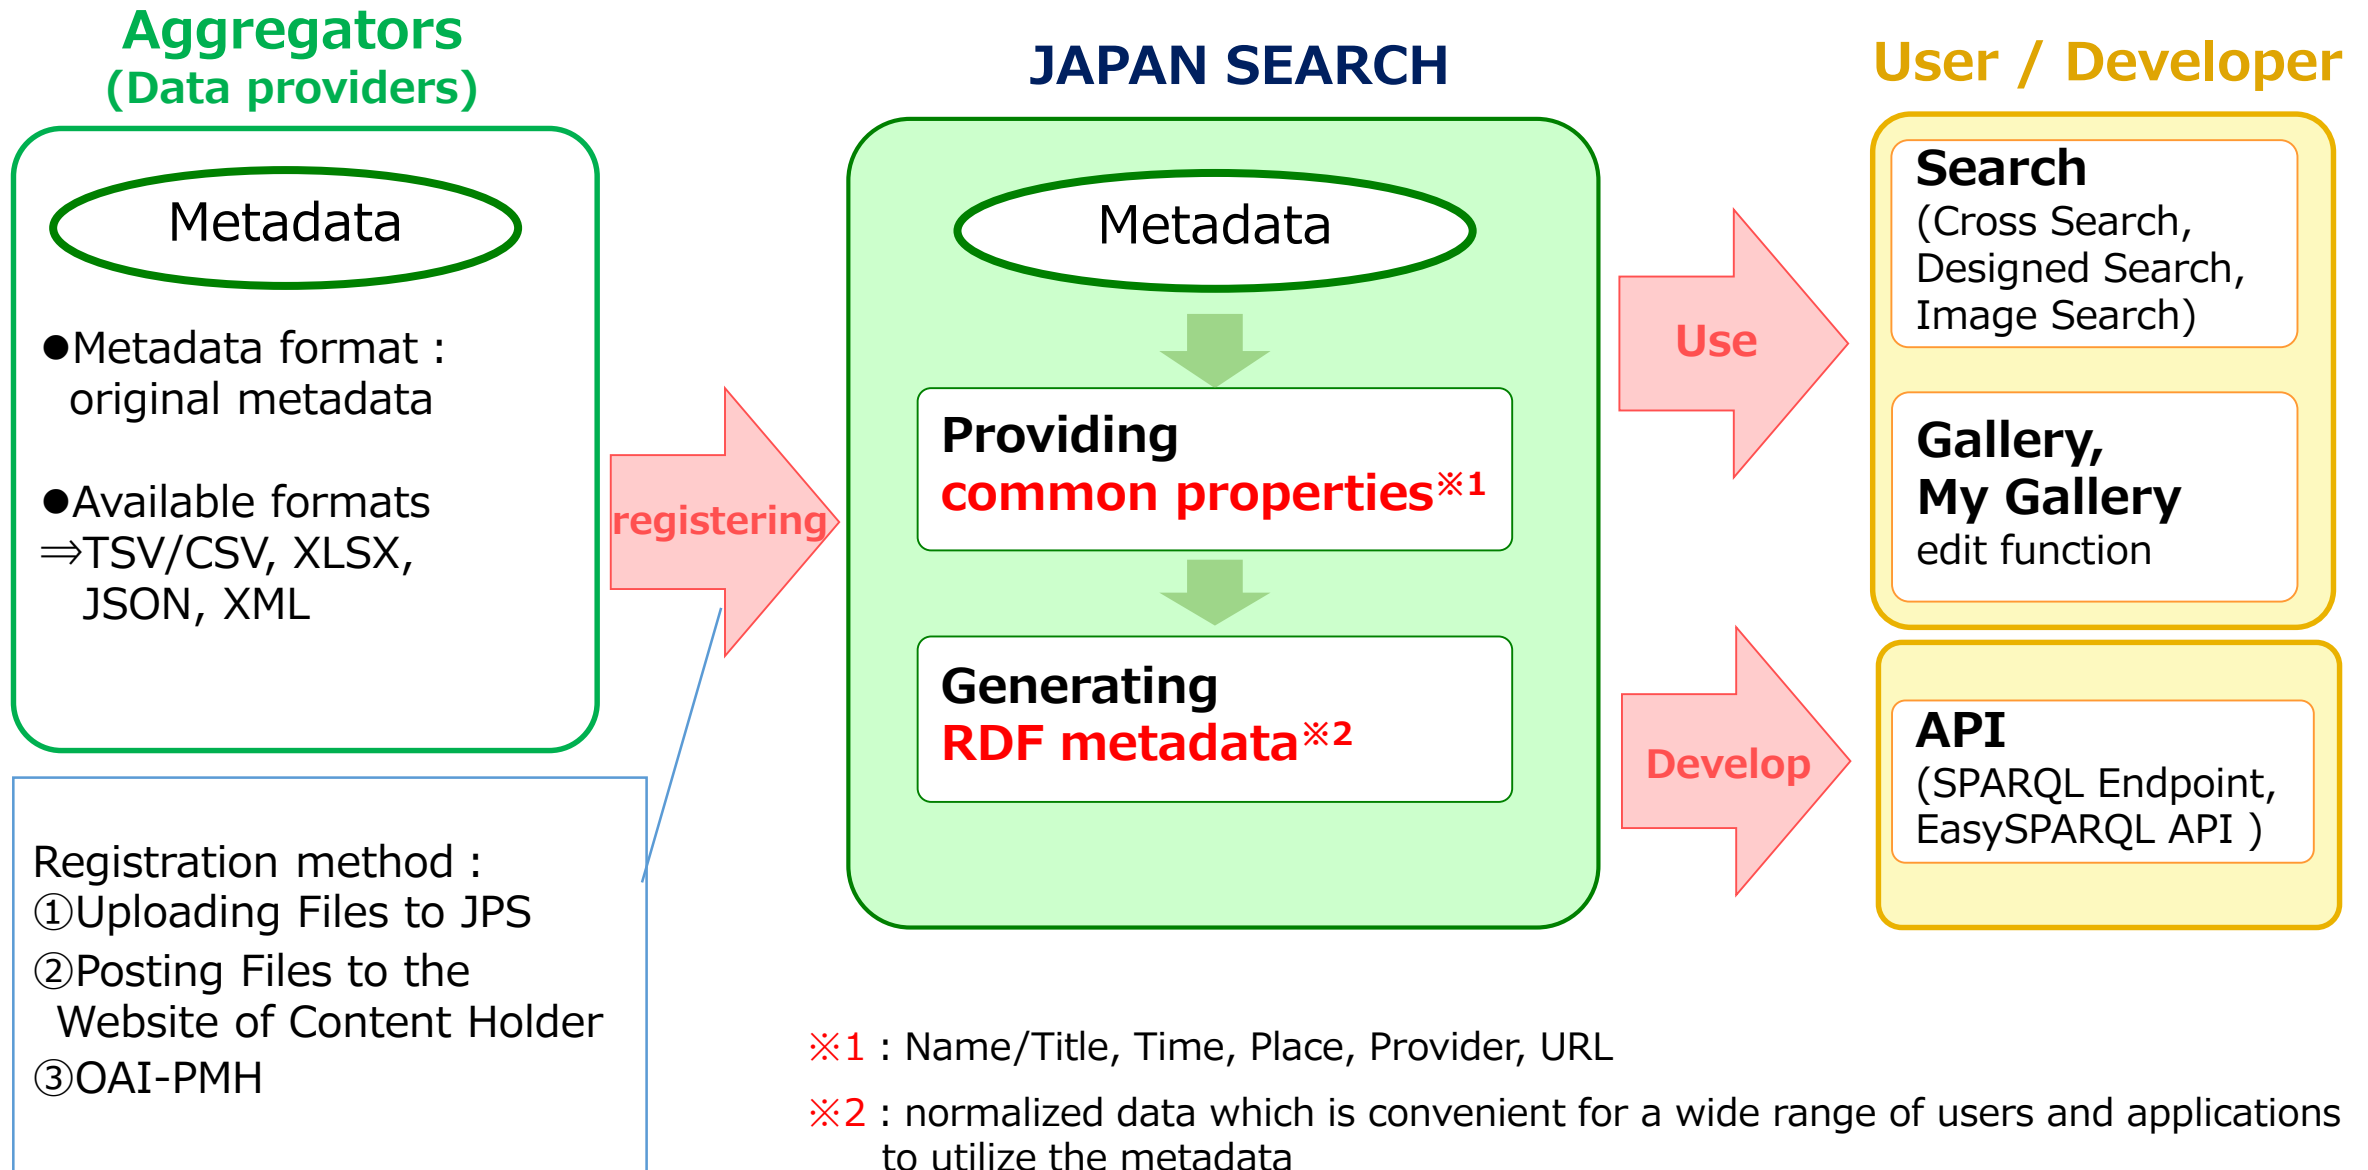 Aggregators
(Data providers)
Metadata
●Metadata format :
original metadata
●Available formats
⇒TSV/CSV, XLSX,
JSON, XML
Registration method :
①Uploading Files to JPS
②Posting Files to the
Website of Content Holder
③OAI-PMH
registering
JAPAN SEARCH
Metadata
Providing
common properties※1
Generating
RDF metadata※2
Use
Develop
User / Developer
Search
(Cross Search,
Designed Search,
Image Search)
Gallery,
My Gallery
edit function
API
(SPARQL Endpoint,
EasySPARQL API )
※1 : Name/Title, Time, Place, Provider, URL
※2 : normalized data which is convenient for a wide range of users and applications
to utilize the metadata